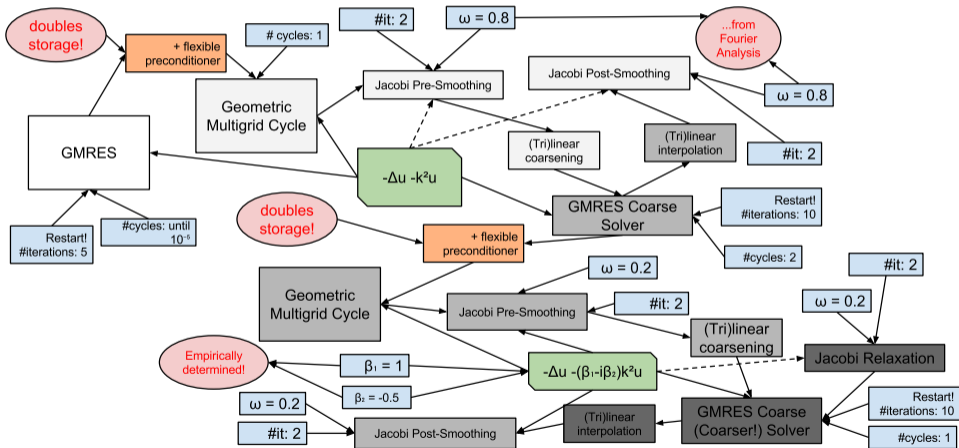 doubles
storage!
+ flexible
preconditioner
# cycles: 1
#it: 2
ω = 0.8
...from
Fourier
Analysis
Jacobi Pre-Smoothing
Jacobi Post-Smoothing
ω = 0.8
Geometric
Multigrid Cycle
GMRES
(Tri)linear
coarsening
(Tri)linear
interpolation
#it: 2
-Δu -k²u
doubles
storage!
GMRES Coarse
Solver
Restart!
#iterations: 10
Restart!
#iterations: 5
#cycles: until
10⁻⁵
+ flexible
preconditioner
#cycles: 2
ω = 0.2
#it: 2
Geometric
Multigrid Cycle
Jacobi Pre-Smoothing
#it: 2
ω = 0.2
(Tri)linear
coarsening
Empirically
determined!
β₁ = 1
-Δu -(β₁-iβ₂)k²u
Jacobi Relaxation
β₂ = -0.5
ω = 0.2
#it: 2
Jacobi Post-Smoothing
(Tri)linear
interpolation
GMRES Coarse
(Coarser!) Solver
Restart!
#iterations: 10
#cycles: 1